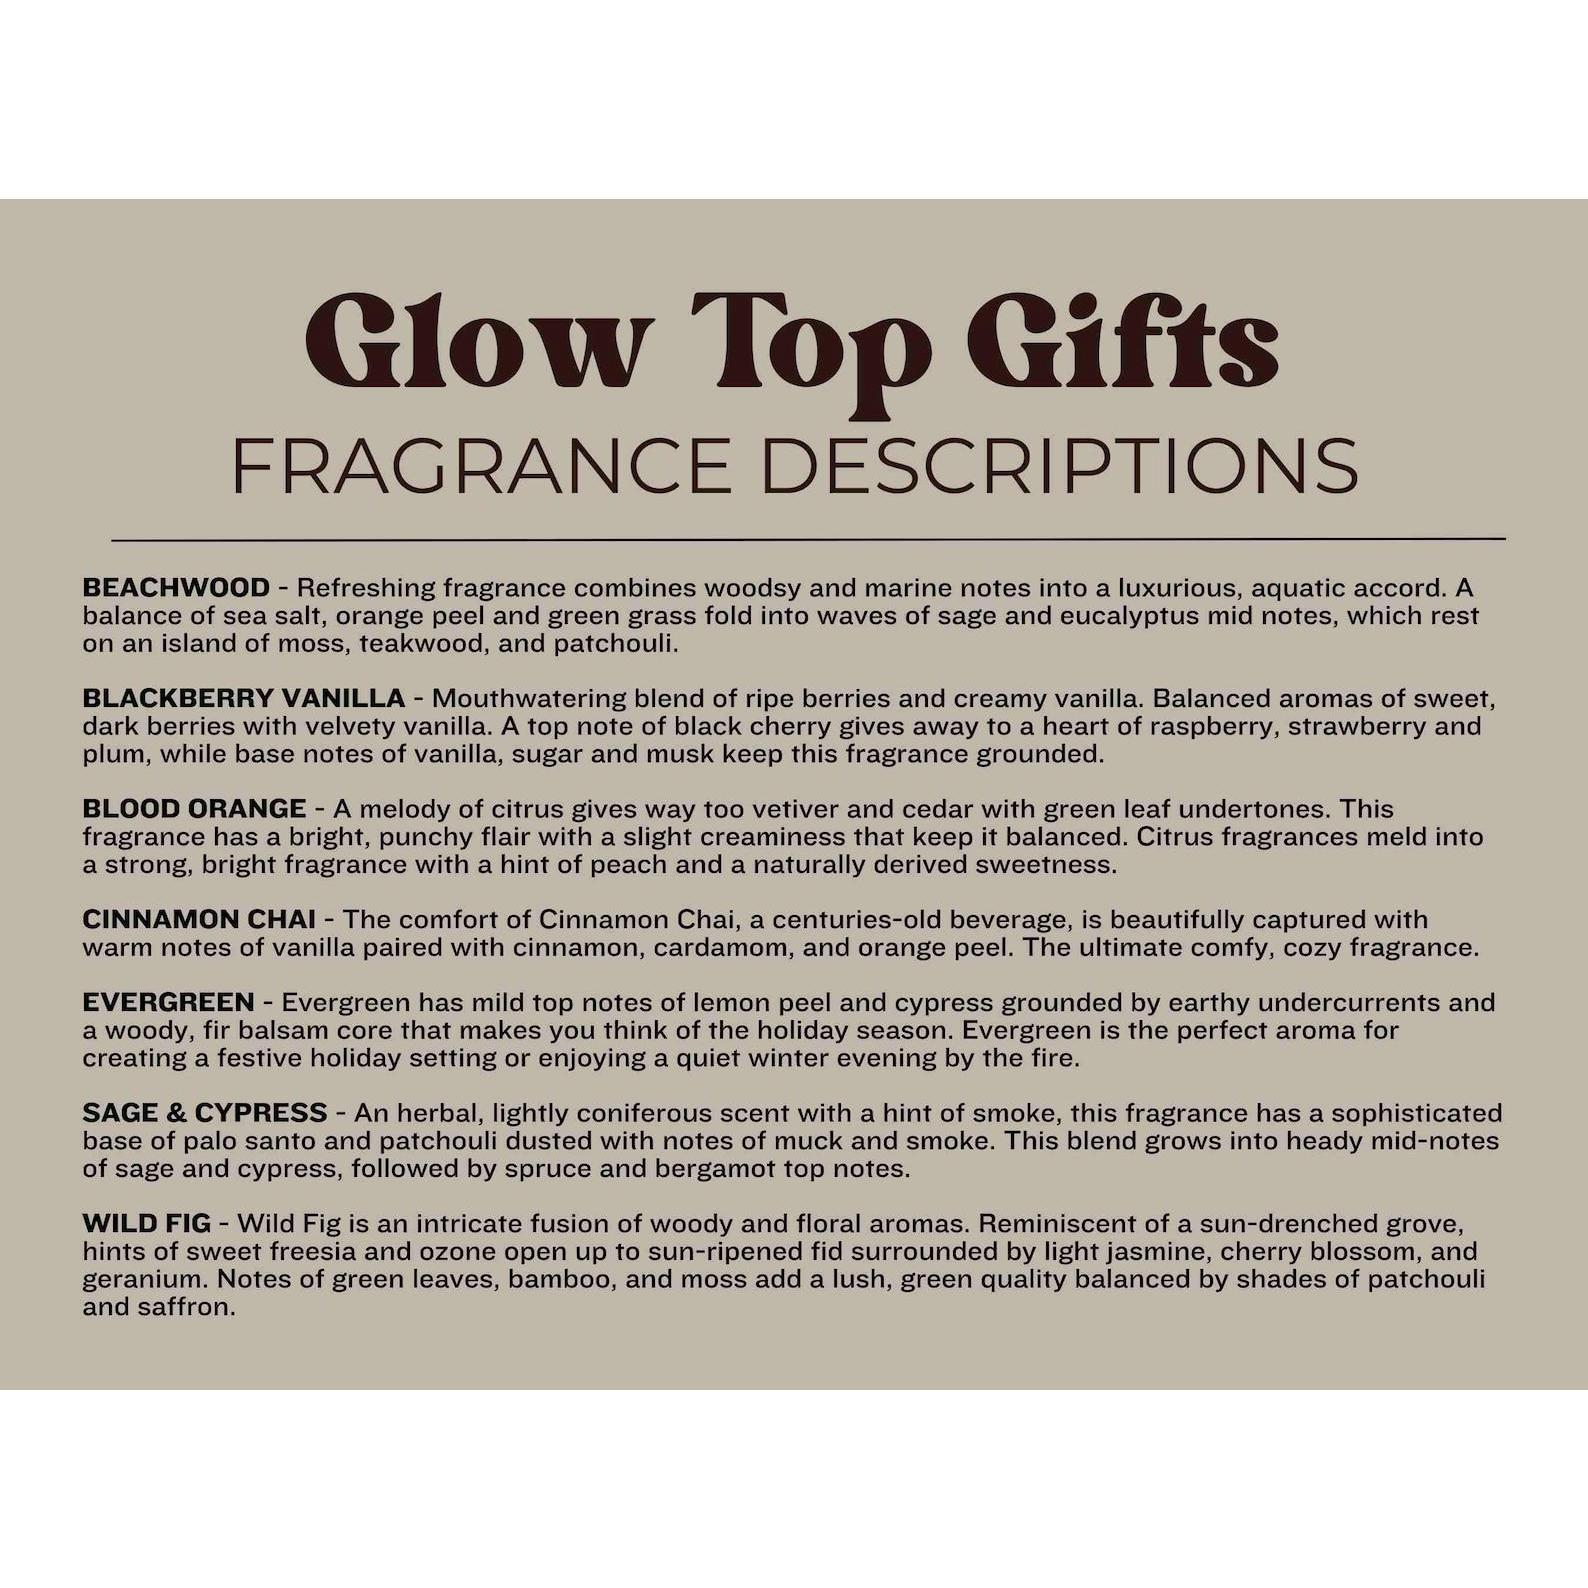 Glow Top Gifts
FRAGRANCE DESCRIPTIONS
BEACHWOOD - Refreshing fragrance combines woodsy and marine notes into a luxurious, aquatic accord. A
balance of sea salt, orange peel and green grass fold into waves of sage and eucalyptus mid notes, which rest
on an island of moss, teakwood, and patchouli.
BLACKBERRY VANILLA - Mouthwatering blend of ripe berries and creamy vanilla. Balanced aromas of sweet,
dark berries with velvety vanilla. A top note of black cherry gives away to a heart of raspberry, strawberry and
plum, while base notes of vanilla, sugar and musk keep this fragrance grounded.
BLOOD ORANGE - A melody of citrus gives way too vetiver and cedar with green leaf undertones. This
fragrance has a bright, punchy flair with a slight creaminess that keep it balanced. Citrus fragrances meld into
a strong, bright fragrance with a hint of peach and a naturally derived sweetness.
CINNAMON CHAI - The comfort of Cinnamon Chai, a centuries-old beverage, is beautifully captured with
warm notes of vanilla paired with cinnamon, cardamom, and orange peel. The ultimate comfy, cozy fragrance.
EVERGREEN - Evergreen has mild top notes of lemon peel and cypress grounded by earthy undercurrents and
a woody, fir balsam core that makes you think of the holiday season. Evergreen is the perfect aroma for
creating a festive holiday setting or enjoying a quiet winter evening by the fire.
SAGE & CYPRESS - An herbal, lightly coniferous scent with a hint of smoke, this fragrance has a sophisticated
base of palo santo and patchouli dusted with notes of muck and smoke. This blend grows into heady mid-notes
of sage and cypress, followed by spruce and bergamot top notes.
WILD FIG - Wild Fig is an intricate fusion of woody and floral aromas. Reminiscent of a sun-drenched grove,
hints of sweet freesia and ozone open up to sun-ripened fid surrounded by light jasmine, cherry blossom, and
geranium. Notes of green leaves, bamboo, and moss add a lush, green quality balanced by shades of patchouli
and saffron.